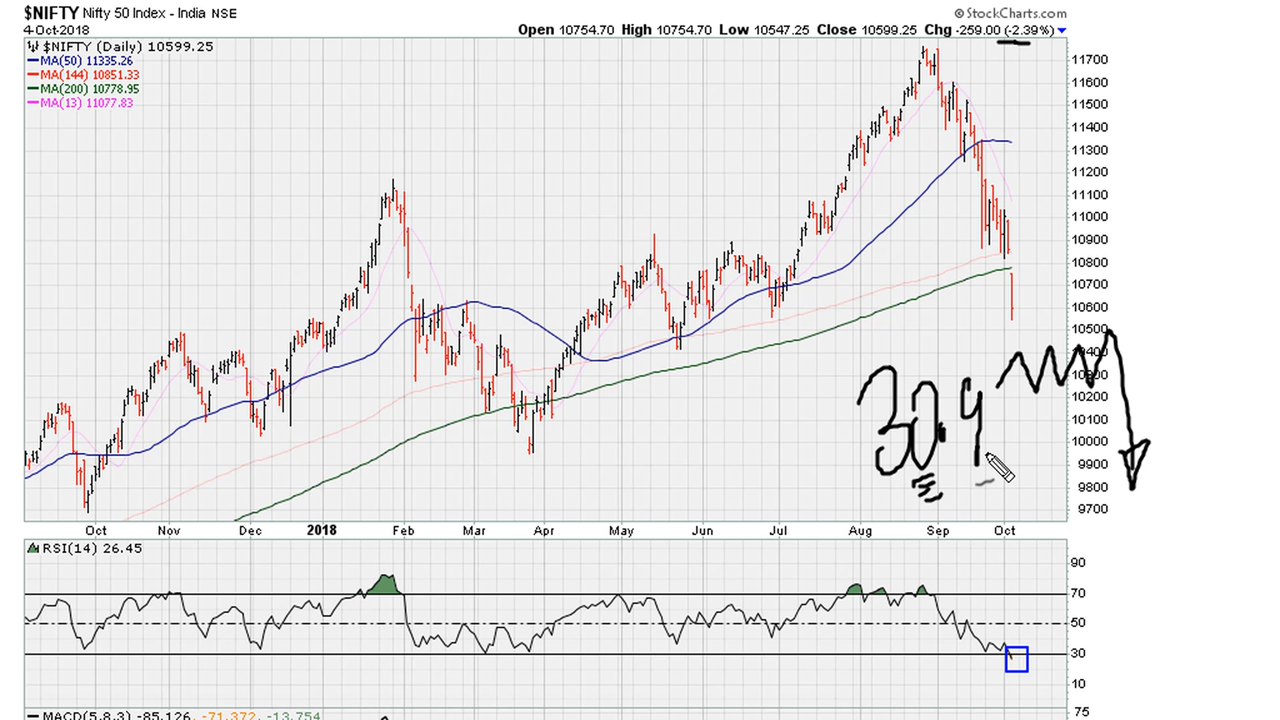 $NIFTY Nifty 50 Index - India NSE
© StockCharts.com
4-Oct-2018
Open 10754.70 High 10754.70 Low 10547.25 Close 10599.25 Chg -259.00 (-2.39%)
$NIFTY (Daily) 10599.25
MA(50) 11335.26
MA(144) 10851.33
MA(200) 10778.95
MA(13) 11077.83
11700
11600
11500
11400
11300
11200
11100
11000
10900
10800
10700
10600
10500
10400
10300
10200
10100
10000
9900
9800
9700
30.9
Oct Nov Dec 2018 Feb Mar Apr May Jun Jul Aug Sep Oct
RSI(14) 26.45
90
70
50
30
10
MACD(5,8,3) -85.126, -71.372, -13.754
75